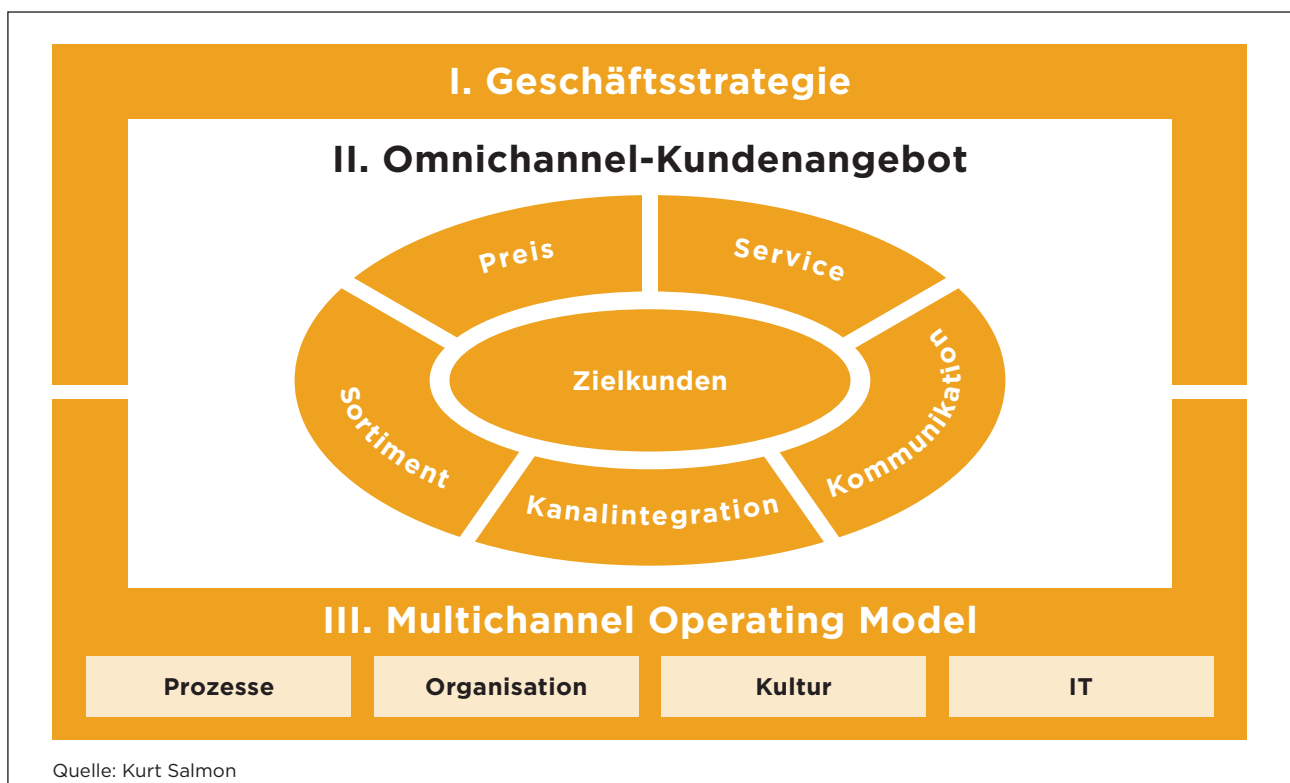 I. Geschäftsstrategie
II. Omnichannel-Kundenangebot
Preis
Service
Sortiment
Zielkunden
Kommunikation
Kanalintegration
III. Multichannel Operating Model
Prozesse
Organisation
Kultur
IT
Quelle: Kurt Salmon